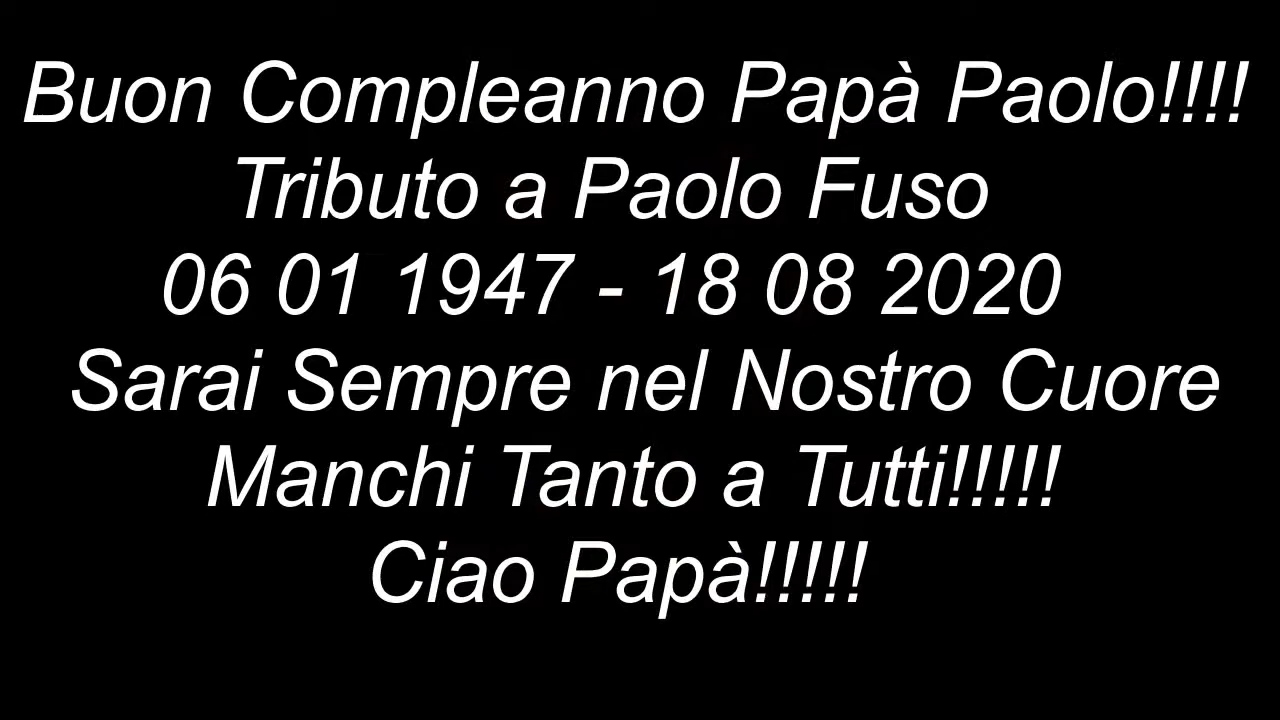 Buon Compleanno Papà Paolo!!!!
Tributo a Paolo Fuso
06 01 1947 - 18 08 2020
Sarai Sempre nel Nostro Cuore
Manchi Tanto a Tutti!!!!!
Ciao Papà!!!!!